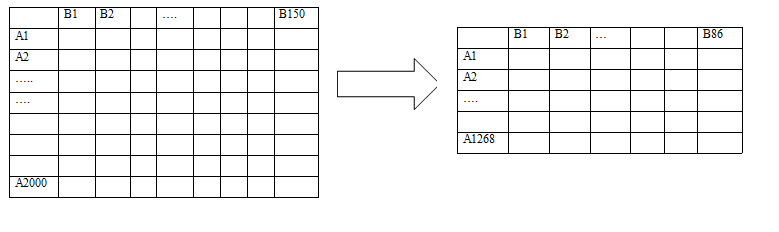 B1 B2 …. B150
A1
A2
…..
….
A2000
B1 B2 … B86
A1
A2
….
A1268